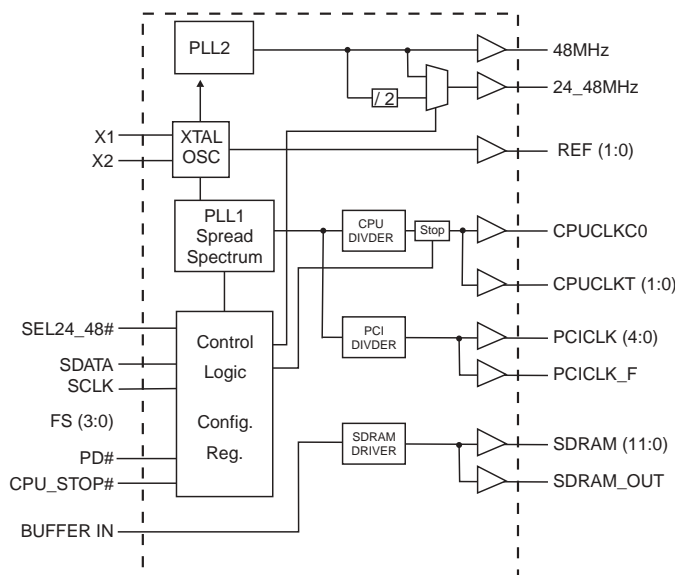 PLL2
48MHz
24_48MHz
/ 2
X1
X2
XTAL
OSC
REF (1:0)
PLL1
Spread
Spectrum
CPU
DIVDER
Stop
CPUCLKC0
CPUCLKT (1:0)
SEL24_48#
SDATA
SCLK
FS (3:0)
PD#
CPU_STOP#
Control
Logic
Config.
Reg.
PCI
DIVDER
PCICLK (4:0)
PCICLK_F
SDRAM
DRIVER
SDRAM (11:0)
SDRAM_OUT
BUFFER IN